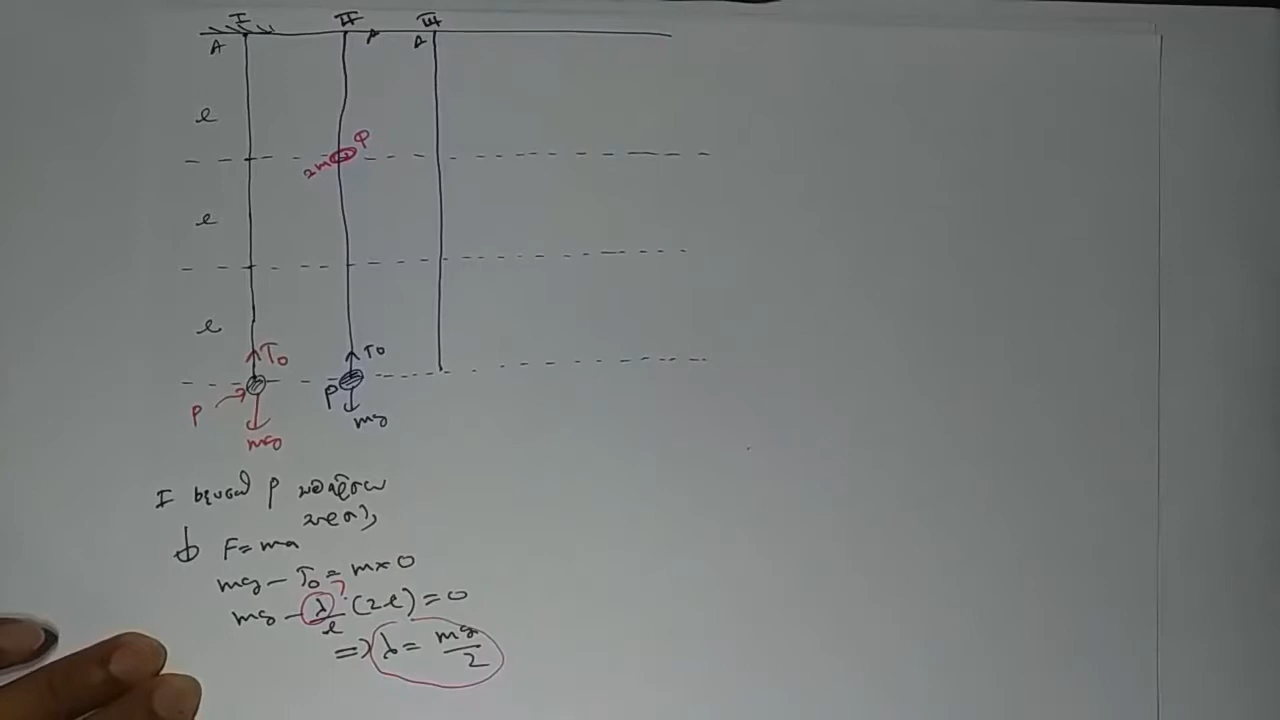 I II III
A A A
l
φ
2m
l
l
T₀ T₀
P P
mg mg
I P
↓ F=ma
mg - T₀ = m×0
?
mg - λ/l (2l) = 0
⇒ λ = mg/2